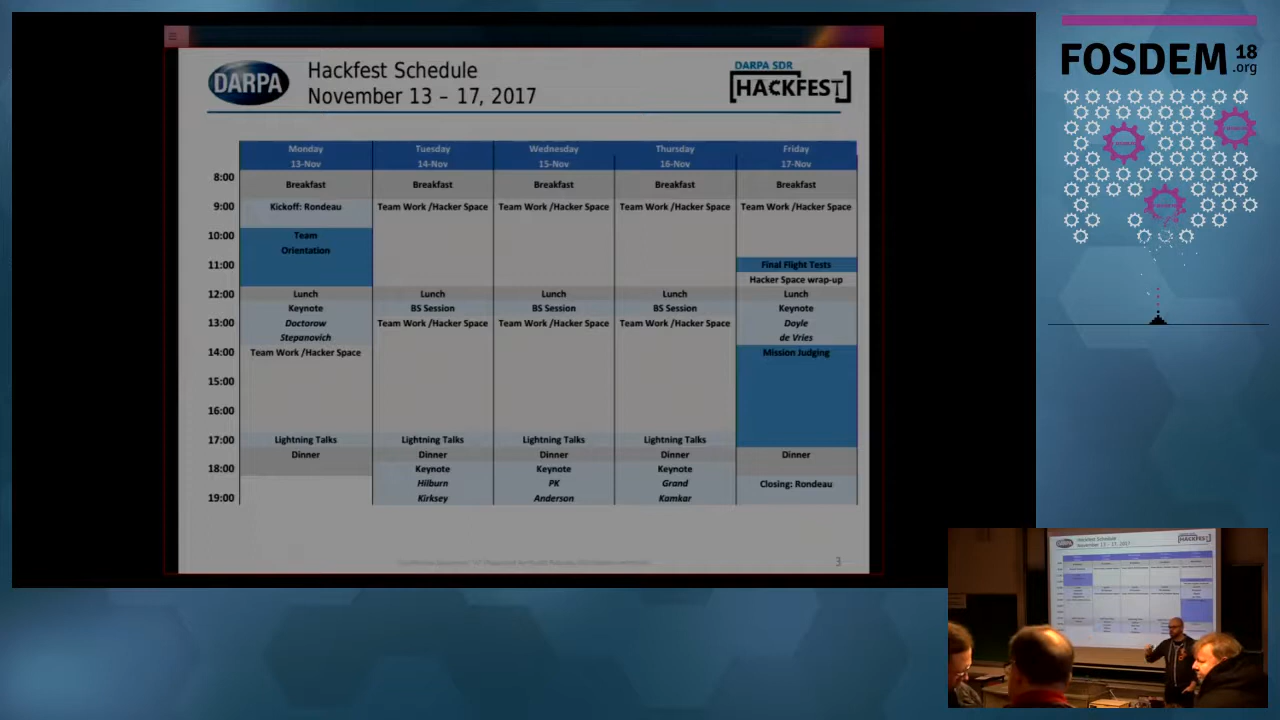 DARPA
Hackfest Schedule
November 13 – 17, 2017
DARPA SDR
HACKFEST
FOSDEM 18
.org
Monday Tuesday Wednesday Thursday Friday
13-Nov 14-Nov 15-Nov 16-Nov 17-Nov
8:00
Breakfast Breakfast Breakfast Breakfast Breakfast
9:00 Kickoff: Rondeau Team Work /Hacker Space Team Work /Hacker Space Team Work /Hacker Space Team Work /Hacker Space
10:00 Team
Orientation
11:00 Final Flight Tests
Hacker Space wrap-up
12:00 Lunch Lunch Lunch Lunch Lunch
Keynote BS Session BS Session BS Session Keynote
13:00 Doctorow Team Work /Hacker Space Team Work /Hacker Space Team Work /Hacker Space Doyle
Stepanovich de Vries
14:00 Team Work /Hacker Space Mission Judging
15:00
16:00
17:00 Lightning Talks Lightning Talks Lightning Talks Lightning Talks
Dinner Dinner Dinner Dinner Dinner
18:00 Keynote Keynote Keynote
Hilburn PK Grand Closing: Rondeau
19:00 Kirksey Anderson Kamkar
3
Hackfest Schedule
November 13 – 17, 2017